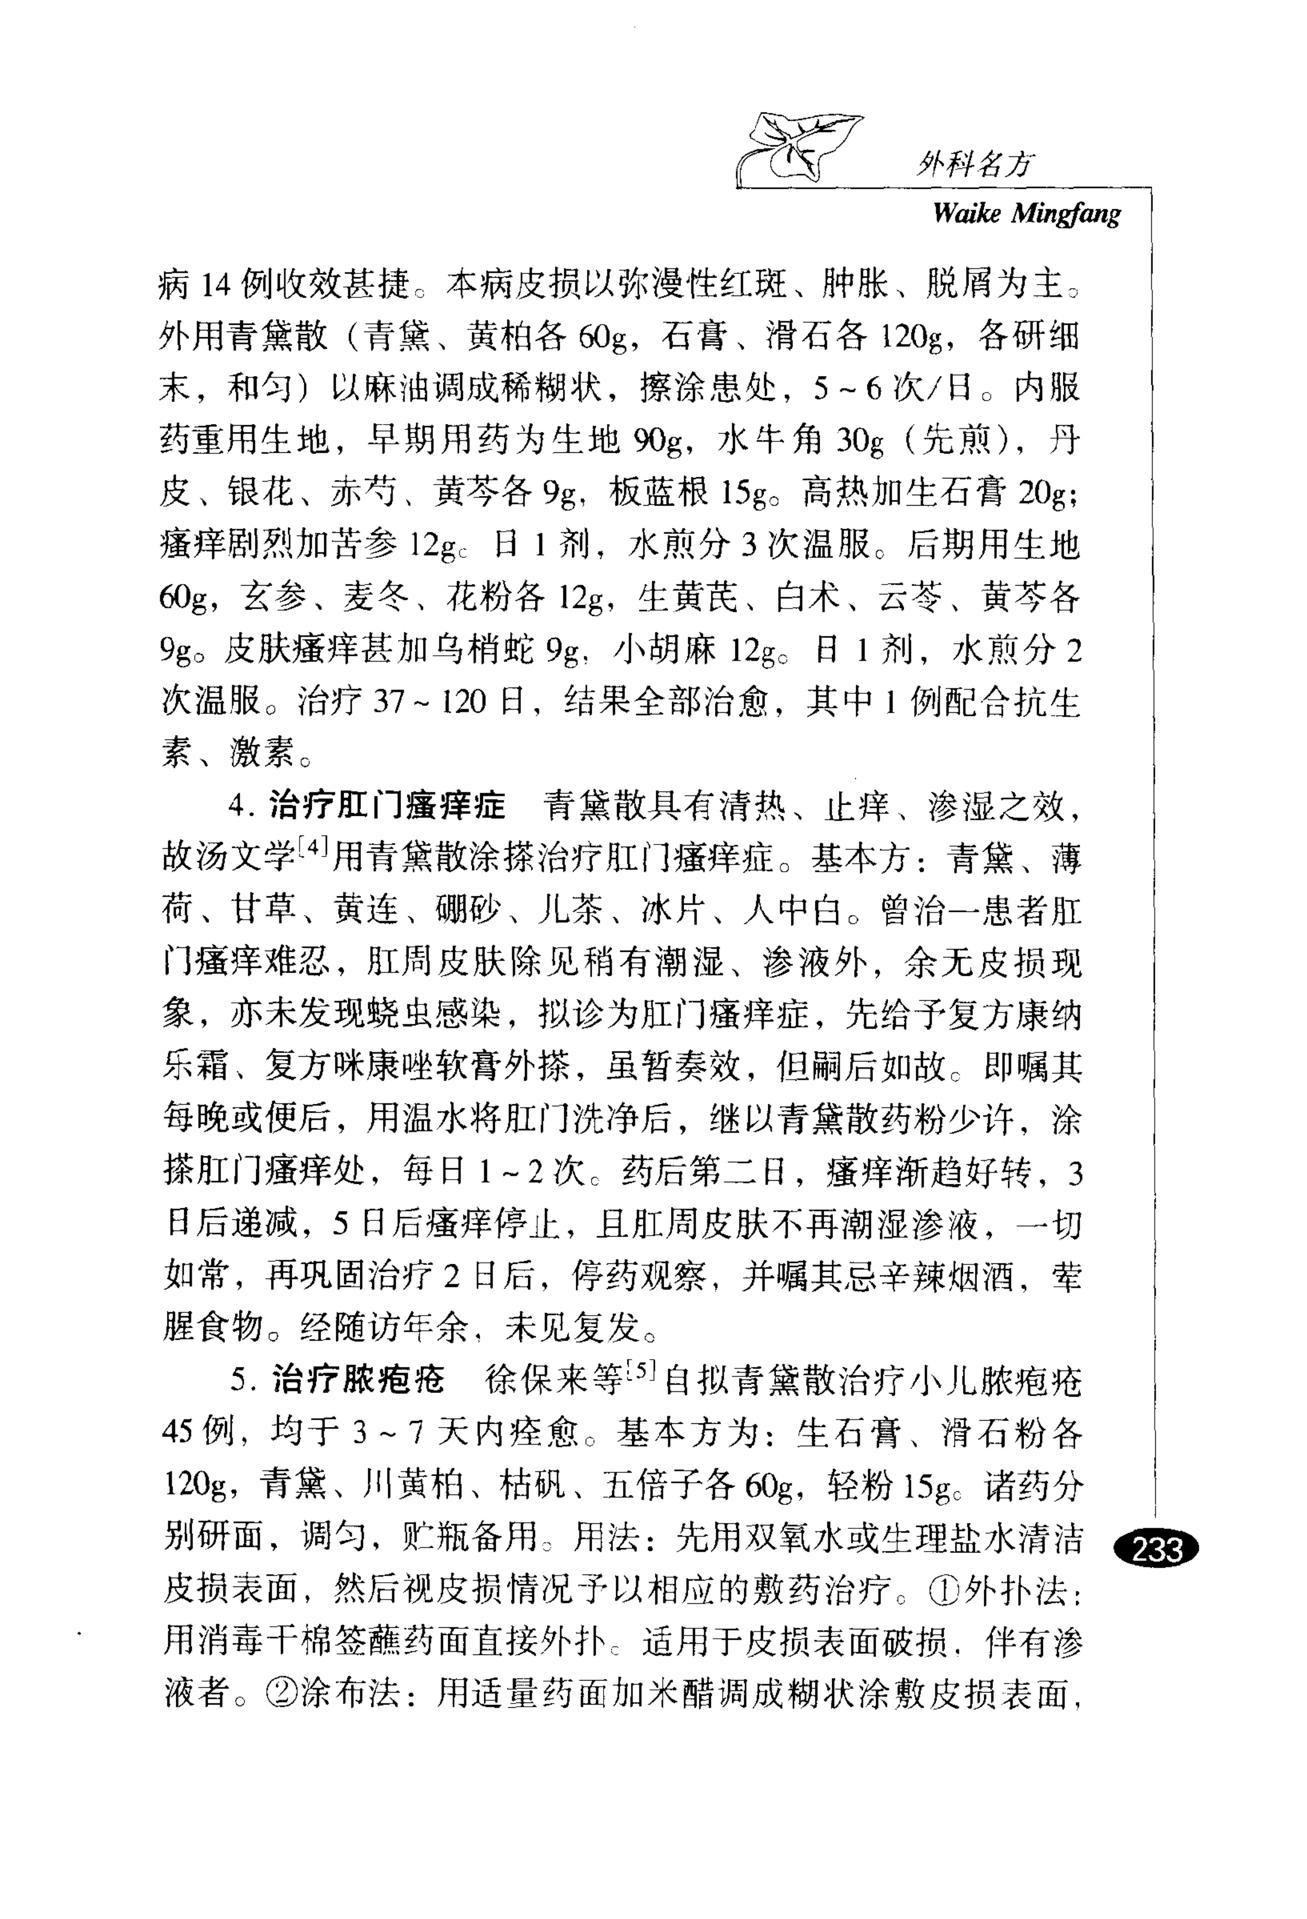 外科名方
Waike Mingfang
病 14 例收效甚捷。本病皮损以弥漫性红斑、肿胀、脱屑为主。
外用青黛散（青黛、黄柏各 60g，石膏、滑石各 120g，各研细
末，和匀）以麻油调成稀糊状，擦涂患处，5～6 次/日。内服
药重用生地，早期用药为生地 90g，水牛角 30g（先煎），丹
皮、银花、赤芍、黄芩各 9g，板蓝根 15g。高热加生石膏 20g；
瘙痒剧烈加苦参 12g。日 1 剂，水煎分 3 次温服。后期用生地
60g，玄参、麦冬、花粉各 12g，生黄芪、白术、云苓、黄芩各
9g。皮肤瘙痒甚加乌梢蛇 9g，小胡麻 12g。日 1 剂，水煎分 2
次温服。治疗 37～120 日，结果全部治愈，其中 1 例配合抗生
素、激素。
4. 治疗肛门瘙痒症　青黛散具有清热、止痒、渗湿之效，
故汤文学[4]用青黛散涂搽治疗肛门瘙痒症。基本方：青黛、薄
荷、甘草、黄连、硼砂、儿茶、冰片、人中白。曾治一患者肛
门瘙痒难忍，肛周皮肤除见稍有潮湿、渗液外，余无皮损现
象，亦未发现蛲虫感染，拟诊为肛门瘙痒症，先给予复方康纳
乐霜、复方咪康唑软膏外搽，虽暂奏效，但嗣后如故。即嘱其
每晚或便后，用温水将肛门洗净后，继以青黛散药粉少许，涂
搽肛门瘙痒处，每日 1～2 次。药后第二日，瘙痒渐趋好转，3
日后递减，5 日后瘙痒停止，且肛周皮肤不再潮湿渗液，一切
如常，再巩固治疗 2 日后，停药观察，并嘱其忌辛辣烟酒，荤
腥食物。经随访年余，未见复发。
5. 治疗脓疱疮　徐保来等[5]自拟青黛散治疗小儿脓疱疮
45 例，均于 3～7 天内痊愈。基本方为：生石膏、滑石粉各
120g，青黛、川黄柏、枯矾、五倍子各 60g，轻粉 15g。诸药分
别研面，调匀，贮瓶备用。用法：先用双氧水或生理盐水清洁
皮损表面，然后视皮损情况予以相应的敷药治疗。①外扑法：
用消毒干棉签蘸药面直接外扑。适用于皮损表面破损，伴有渗
液者。②涂布法：用适量药面加米醋调成糊状涂敷皮损表面，
233